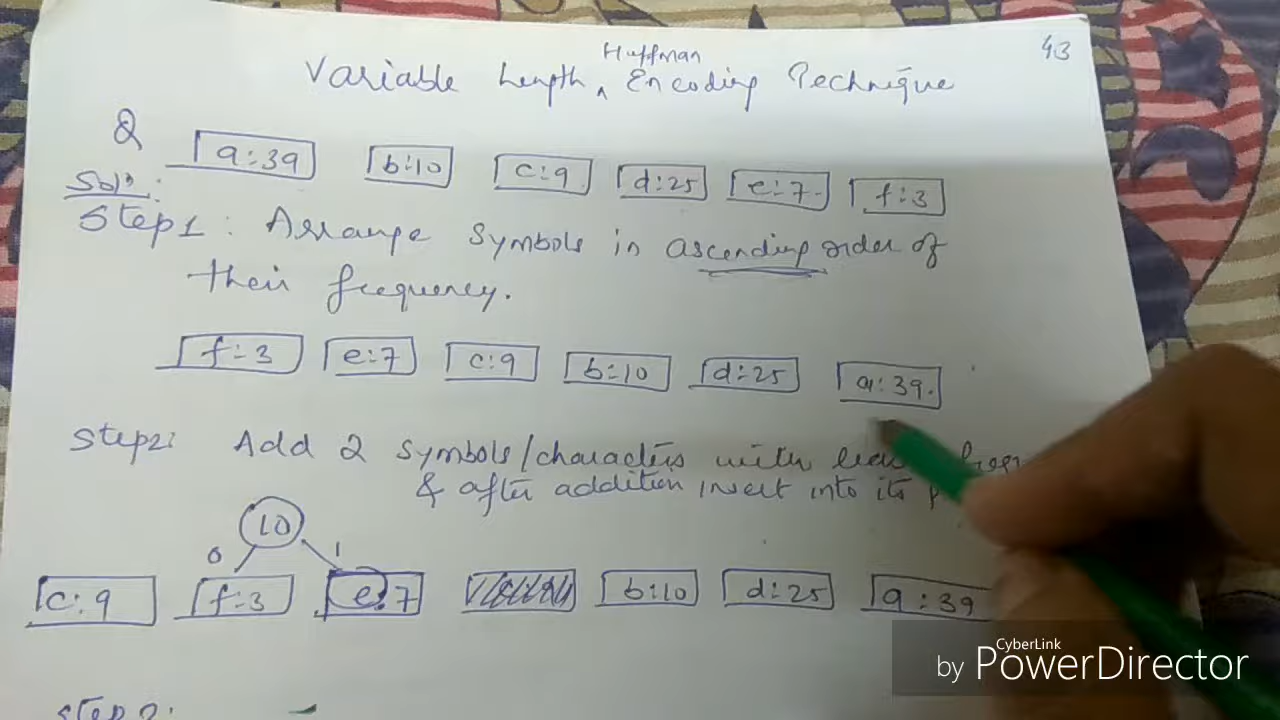 43
Huffman
Variable Length ^ Encoding Technique
Q a:39 b:10 c:9 d:25 e:7 f:3
Soln:
Step1: Arrange Symbols in ascending order of
their frequency.
f:3 e:7 c:9 b:10 d:25 a:39
Step2: Add 2 symbols/characters with
& after addition insert into its
10
0 1
c:9 f:3 e:7 b:10 d:25 a:39
CyberLink
by PowerDirector